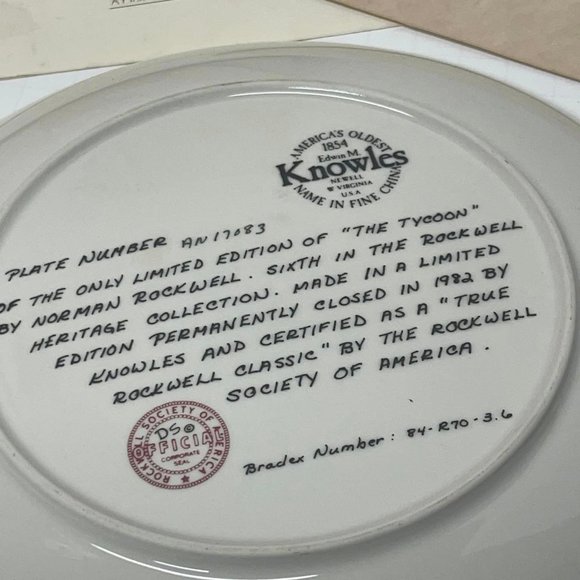 AMERICA'S OLDEST
1854
Edwin M.
Knowles
NEWELL
W VIRGINIA
U.S.A
NAME IN FINE CHINA
PLATE NUMBER AN17083
OF THE ONLY LIMITED EDITION OF "THE TYCOON"
BY NORMAN ROCKWELL. SIXTH IN THE ROCKWELL
HERITAGE COLLECTION. MADE IN A LIMITED
EDITION PERMANENTLY CLOSED IN 1982 BY
KNOWLES AND CERTIFIED AS A "TRUE
ROCKWELL CLASSIC" BY THE ROCKWELL
SOCIETY OF AMERICA.
ROCKWELL SOCIETY OF AMERICA
DS©
OFFICIAL
CORPORATE
SEAL
Bradex Number: 84-R70-3.6